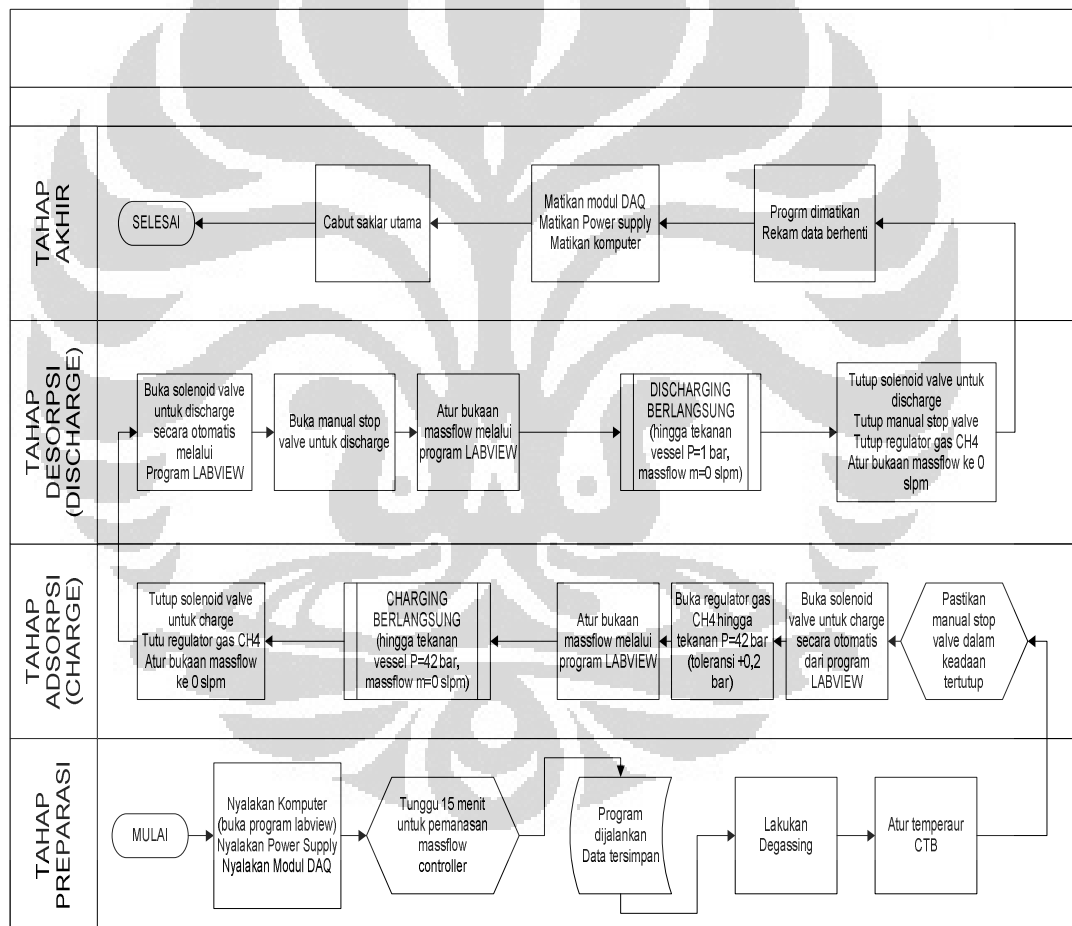 TAHAP
AKHIR
SELESAI
Cabut saklar utama
Matikan modul DAQ
Matikan Power supply
Matikan komputer
Progrm dimatikan
Rekam data berhenti
TAHAP
DESORPSI
(DISCHARGE)
Buka solenoid valve
untuk discharge
secara otomatis
melalui
Program LABVIEW
Buka manual stop
valve untuk discharge
Atur bukaan
massflow melalui
program LABVIEW
DISCHARGING
BERLANGSUNG
(hingga tekanan
vessel P=1 bar,
massflow m=0 slpm)
Tutup solenoid valve untuk
discharge
Tutup manual stop valve
Tutup regulator gas CH4
Atur bukaan massflow ke 0
slpm
TAHAP
ADSORPSI
(CHARGE)
Tutup solenoid valve
untuk charge
Tutu regulator gas CH4
Atur bukaan massflow
ke 0 slpm
CHARGING
BERLANGSUNG
(hingga tekanan
vessel P=42 bar,
massflow m=0 slpm)
Atur bukaan
massflow melalui
program LABVIEW
Buka regulator gas
CH4 hingga
tekanan P=42 bar
(toleransi +0,2
bar)
Buka solenoid
valve untuk charge
secara otomatis
dari program
LABVIEW
Pastikan
manual stop
valve dalam
keadaan
tertutup
TAHAP
PREPARASI
MULAI
Nyalakan Komputer
(buka program labview)
Nyalakan Power Supply
Nyalakan Modul DAQ
Tunggu 15 menit
untuk pemanasan
massflow
controller
Program
dijalankan
Data tersimpan
Lakukan
Degassing
Atur temperaur
CTB